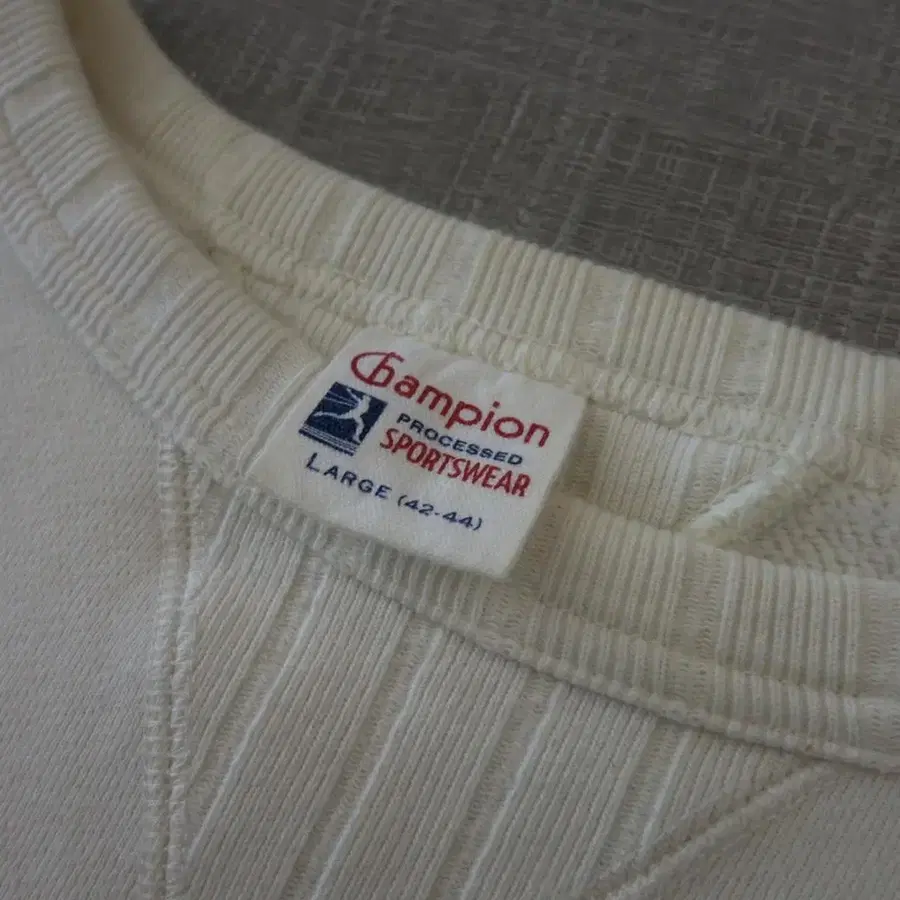 Champion
PROCESSED
SPORTSWEAR
LARGE (42-44)